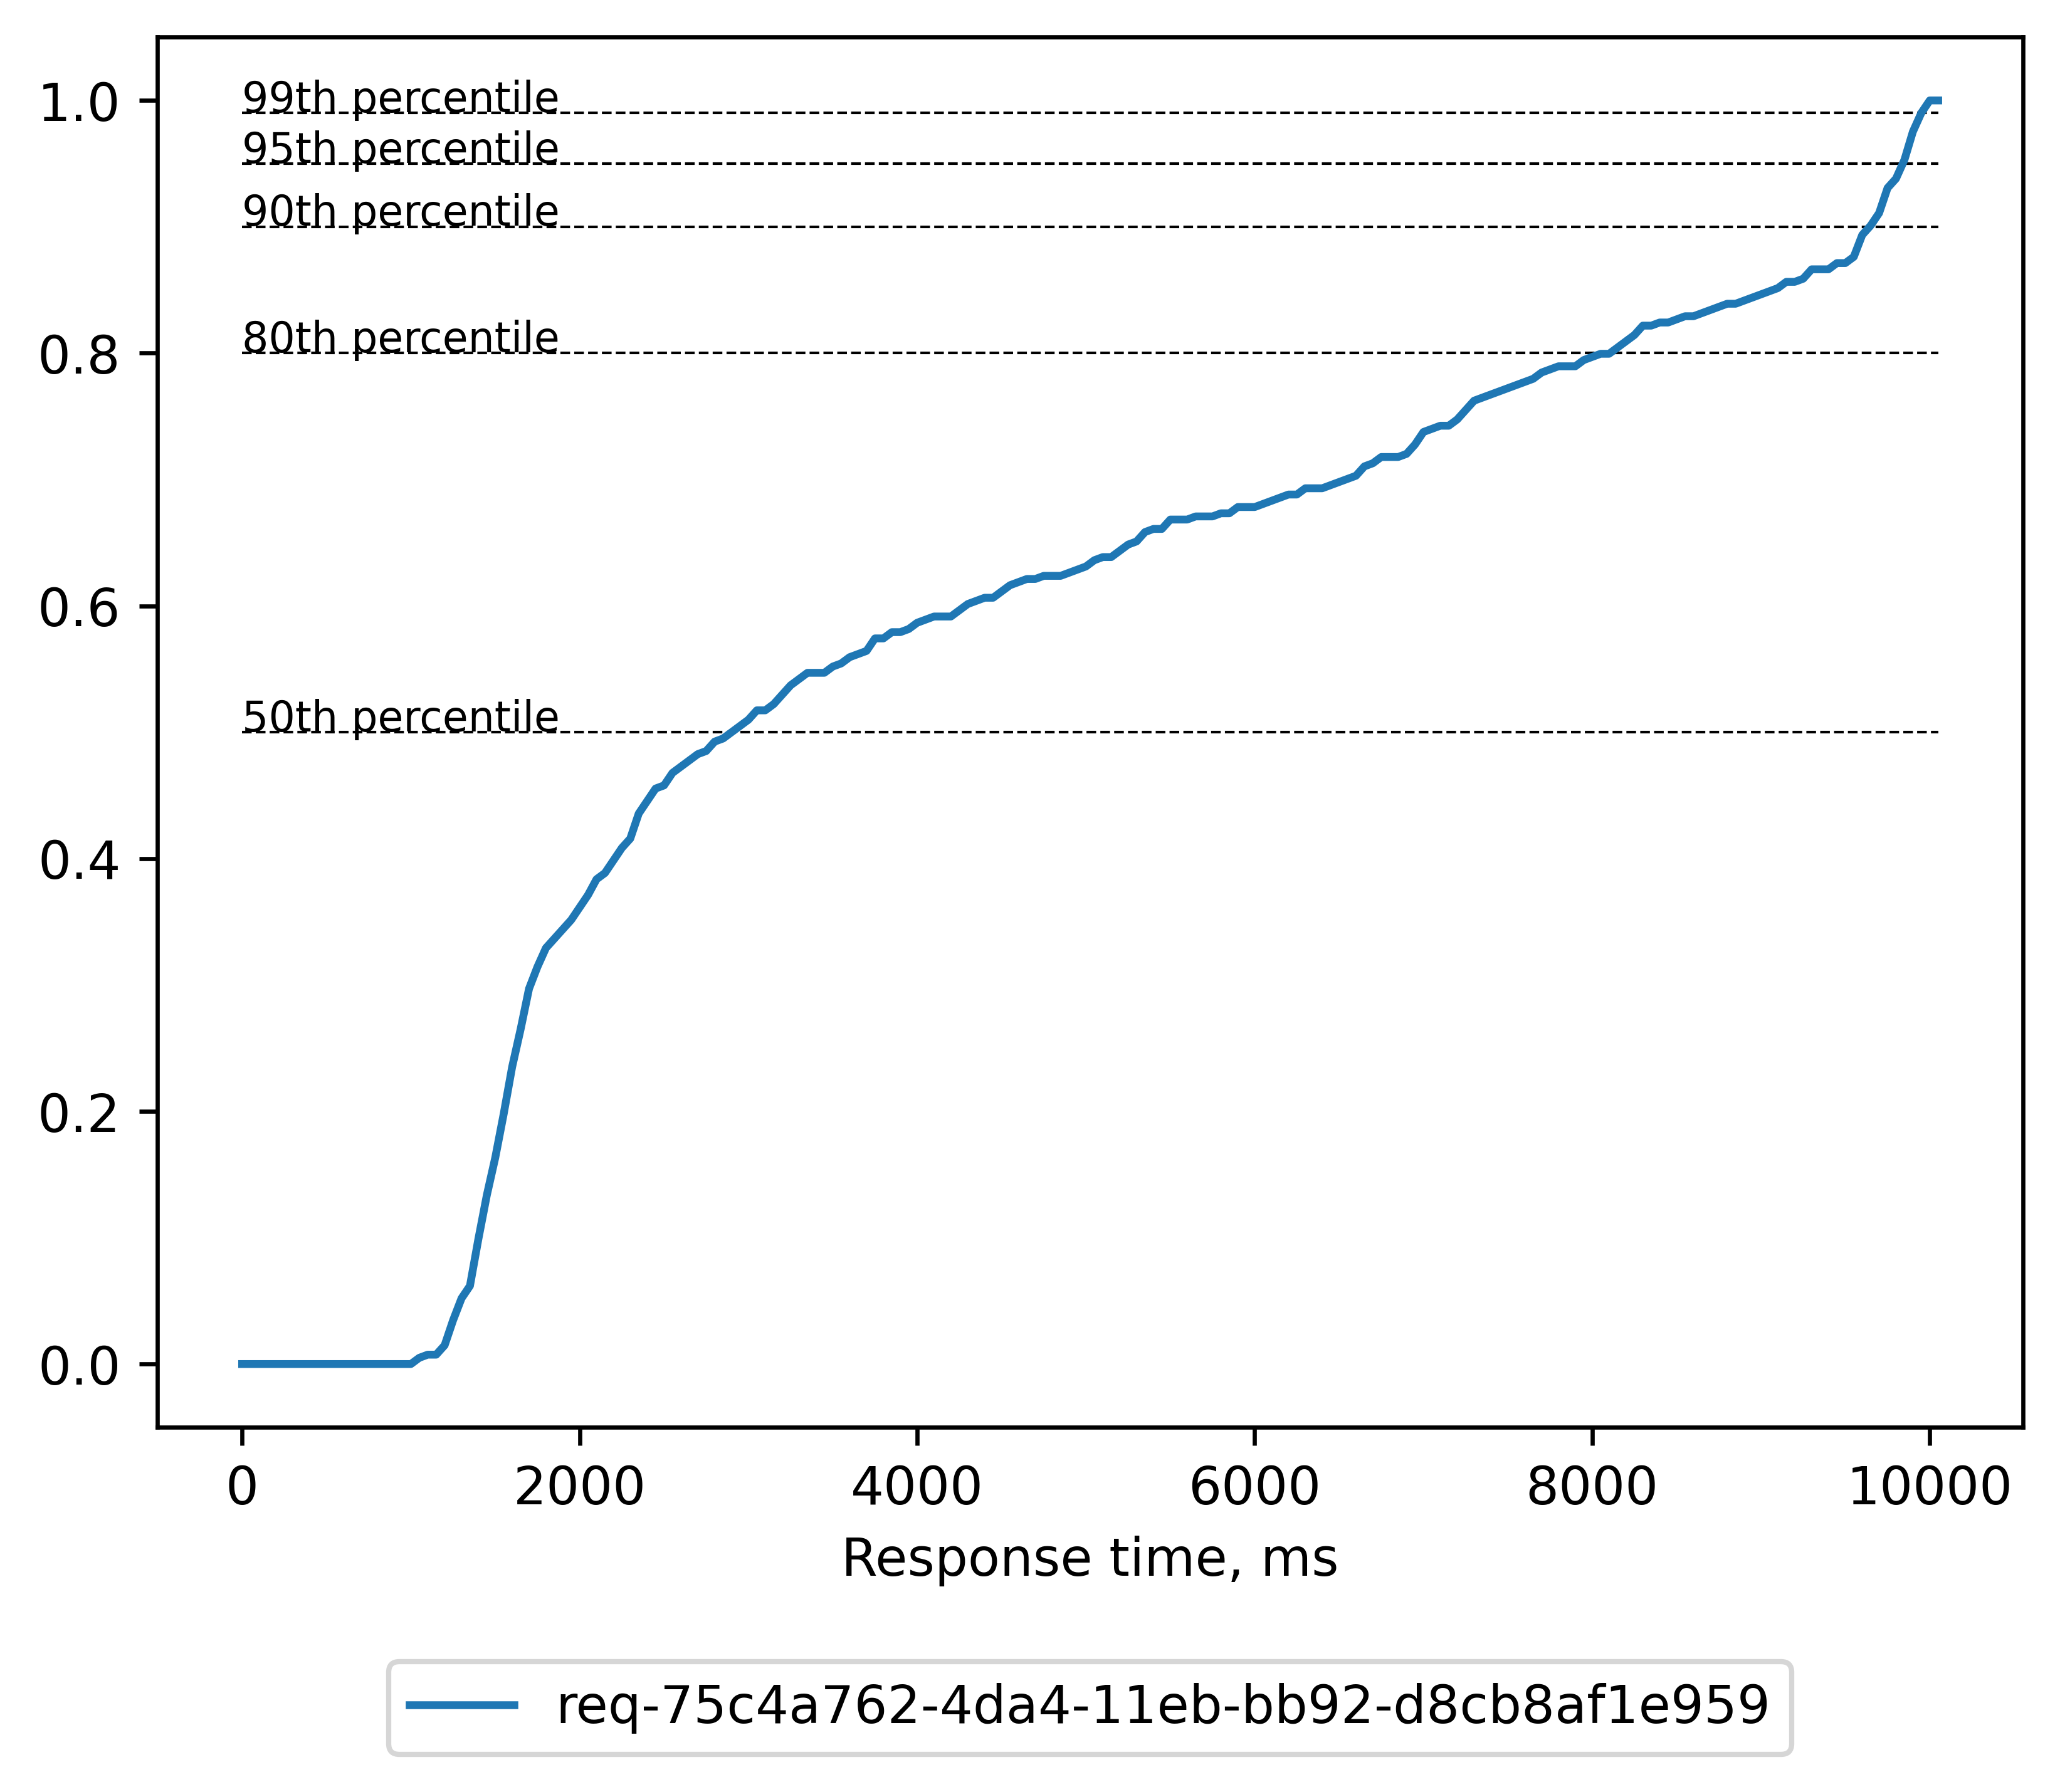 1.0
99th percentile
95th percentile
90th percentile
0.8
80th percentile
0.6
50th percentile
0.4
0.2
0.0
0 2000 4000 6000 8000 10000
Response time, ms
req-75c4a762-4da4-11eb-bb92-d8cb8af1e959